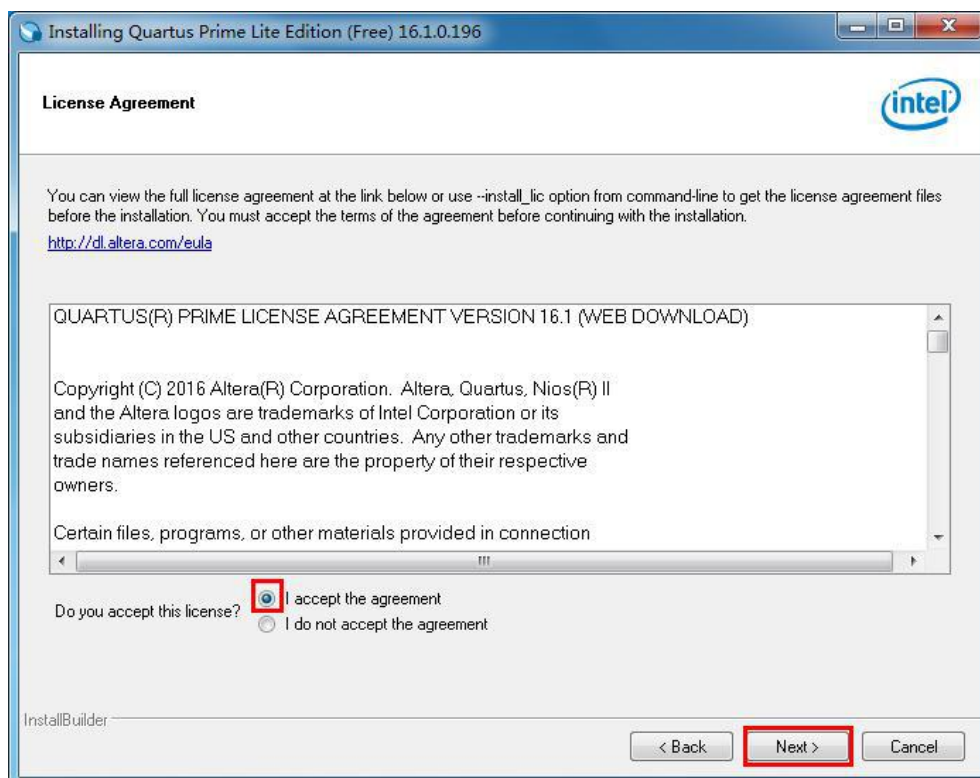 Installing Quartus Prime Lite Edition (Free) 16.1.0.196
License Agreement
intel
You can view the full license agreement at the link below or use --install_lic option from command-line to get the license agreement files
before the installation. You must accept the terms of the agreement before continuing with the installation.
http://dl.altera.com/eula
QUARTUS(R) PRIME LICENSE AGREEMENT VERSION 16.1 (WEB DOWNLOAD)
Copyright (C) 2016 Altera(R) Corporation.  Altera, Quartus, Nios(R) II
and the Altera logos are trademarks of Intel Corporation or its
subsidiaries in the US and other countries.  Any other trademarks and
trade names referenced here are the property of their respective
owners.
Certain files, programs, or other materials provided in connection
Do you accept this license?
I accept the agreement
I do not accept the agreement
InstallBuilder
< Back
Next >
Cancel